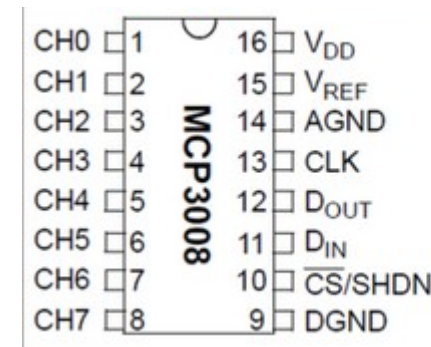 CH0 1 16 VDD
CH1 2 15 VREF
CH2 3 14 AGND
CH3 4 13 CLK
CH4 5 12 DOUT
CH5 6 11 DIN
CH6 7 10 C̅S̅/SHDN
CH7 8 9 DGND
MCP3008